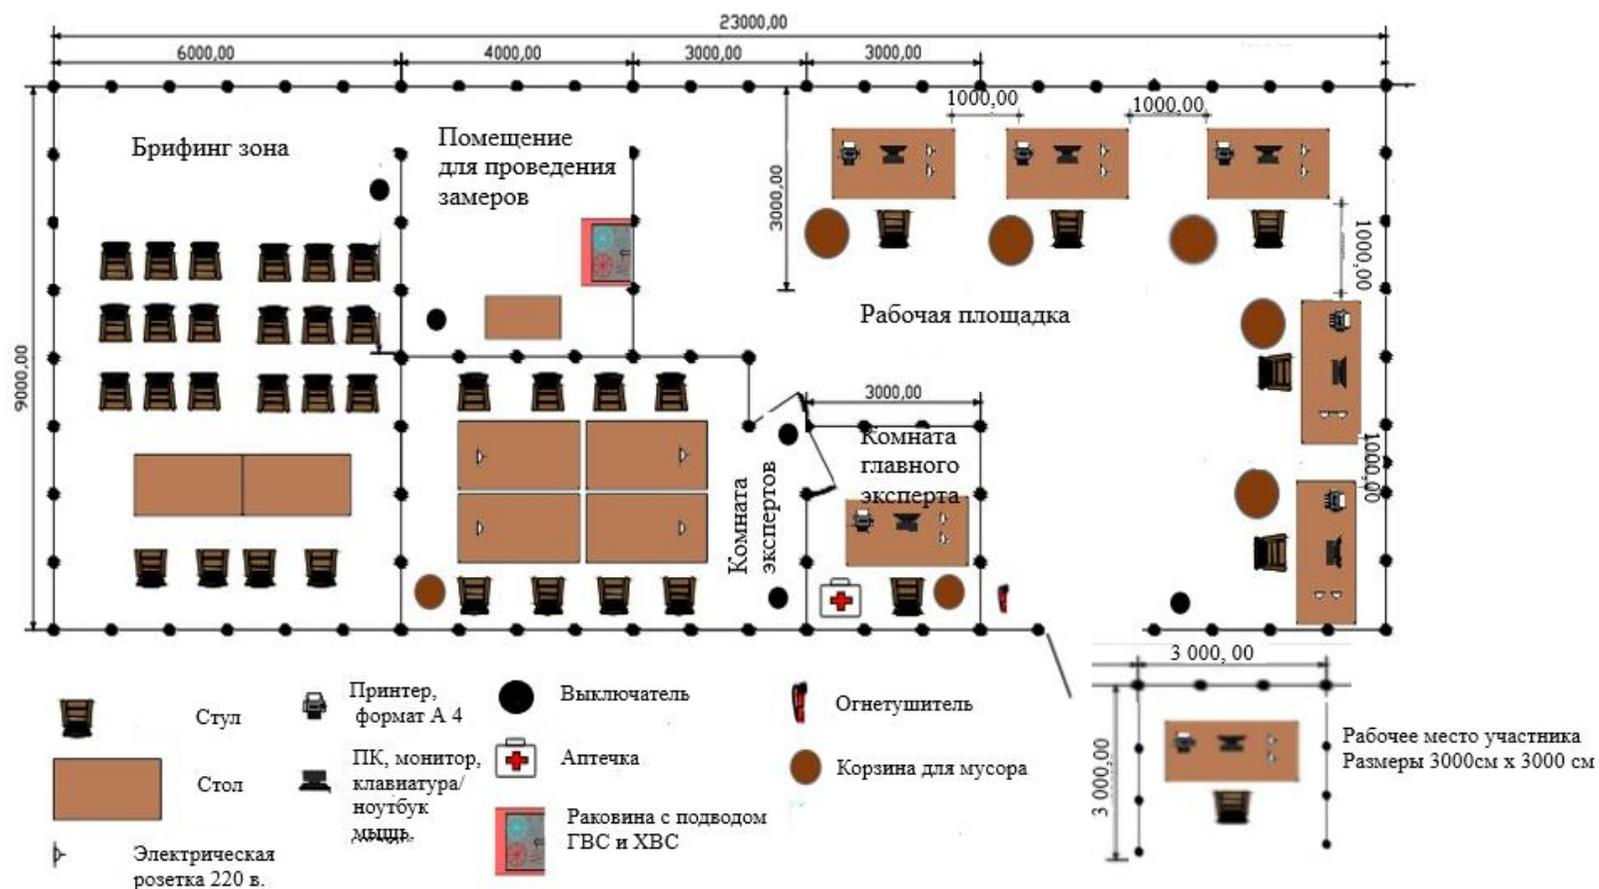 23000,00
6000,00
4000,00
3000,00
3000,00
1000,00
1000,00
Брифинг зона
Помещение
для проведения
замеров
3000,00
1000,00
Рабочая площадка
9000,00
3000,00
Комната
главного
эксперта
1000,00
Комната
экспертов
3 000, 00
3 000,00
Рабочее место участника
Размеры 3000см х 3000 см
Стул
Принтер,
формат А 4
Выключатель
Огнетушитель
Стол
ПК, монитор,
клавиатура/
ноутбук
мышь.
Аптечка
Корзина для мусора
Электрическая
розетка 220 в.
Раковина с подводом
ГВС и ХВС